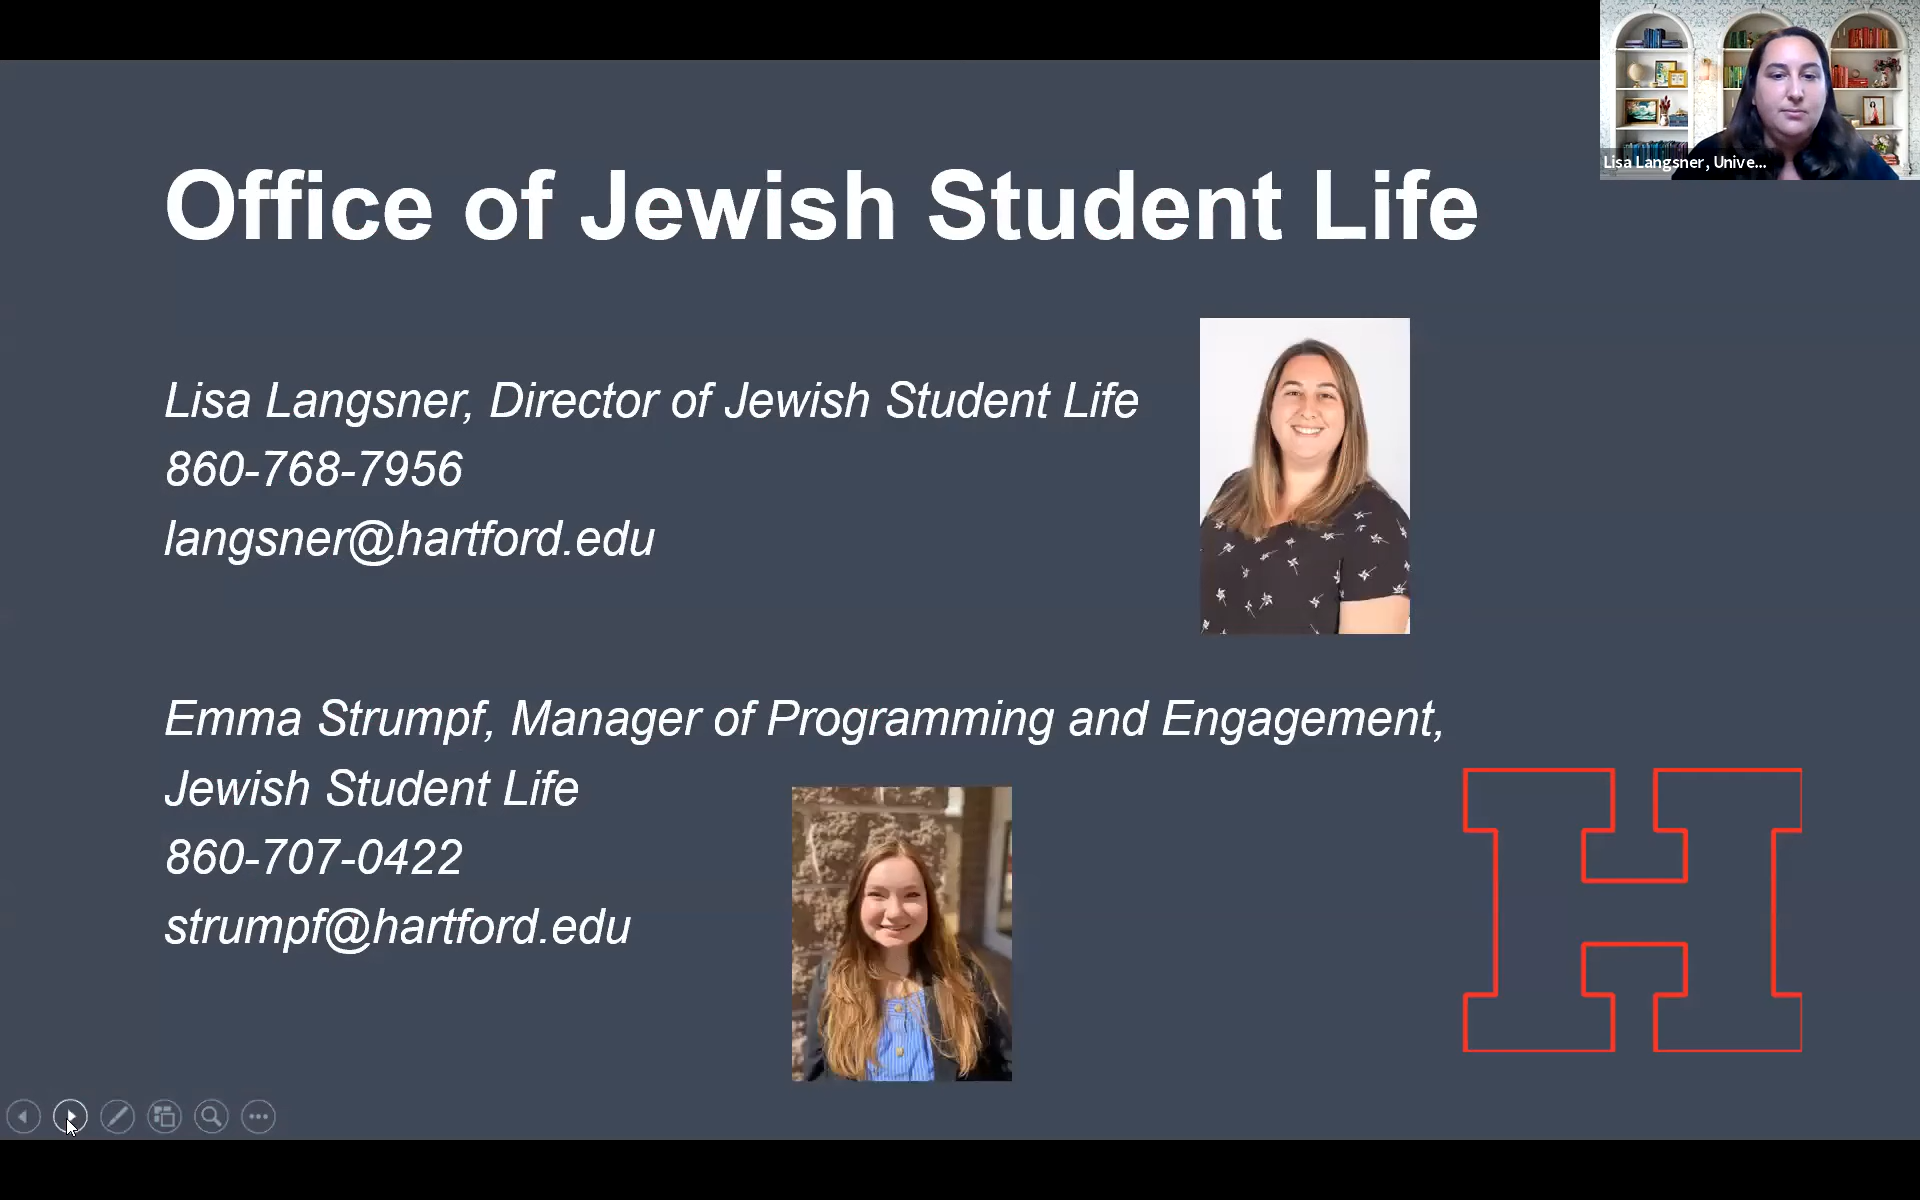 Lisa Langsner, Unive...
Office of Jewish Student Life
Lisa Langsner, Director of Jewish Student Life
860-768-7956
langsner@hartford.edu
Emma Strumpf, Manager of Programming and Engagement,
Jewish Student Life
860-707-0422
strumpf@hartford.edu
H